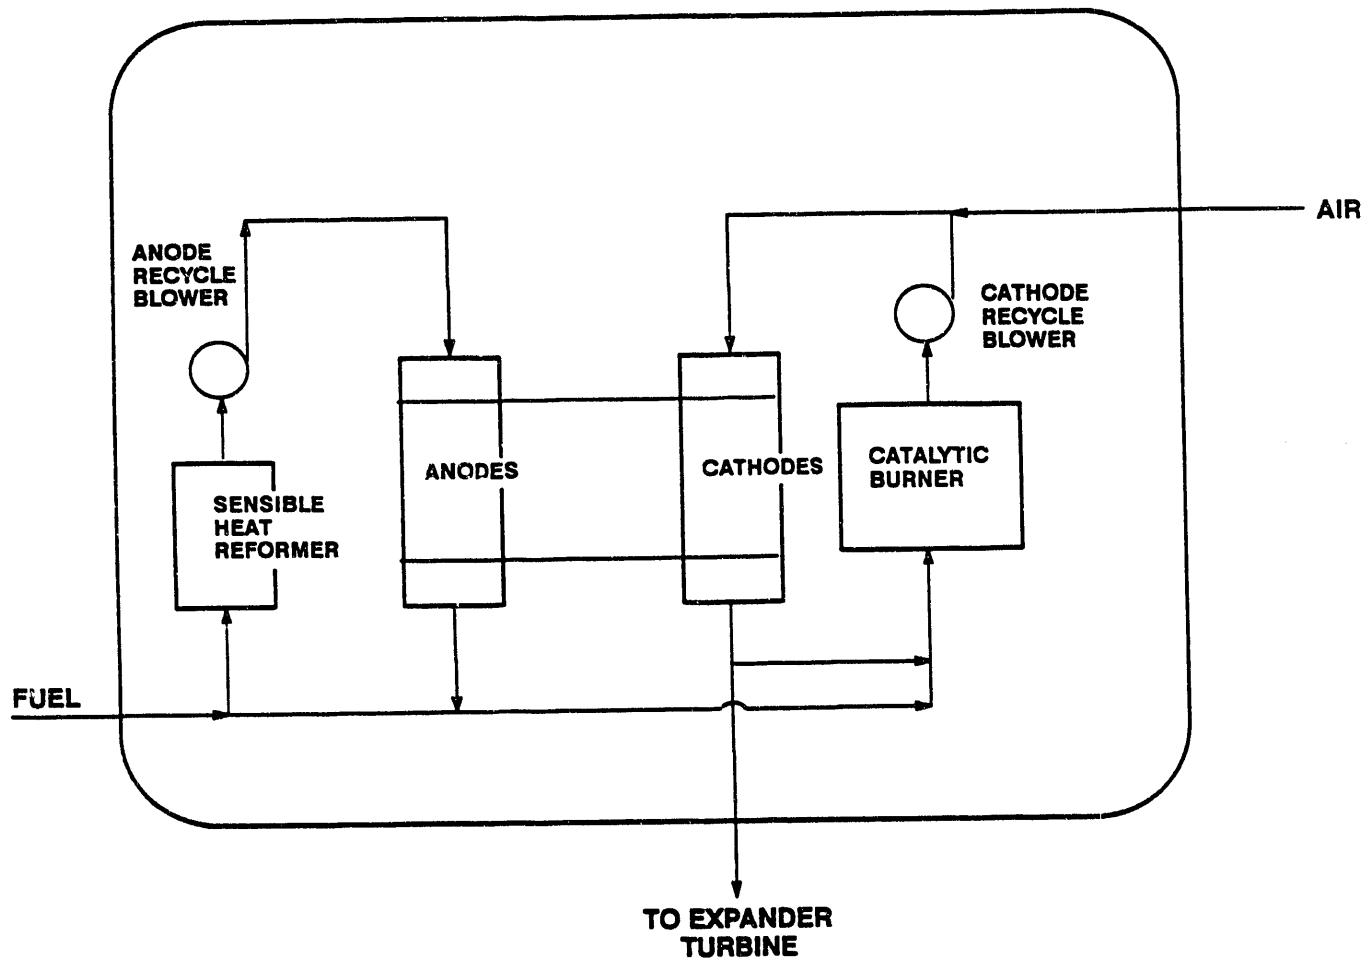 AIR
ANODE
RECYCLE
BLOWER
CATHODE
RECYCLE
BLOWER
ANODES
CATHODES
CATALYTIC
BURNER
SENSIBLE
HEAT
REFORMER
FUEL
TO EXPANDER
TURBINE